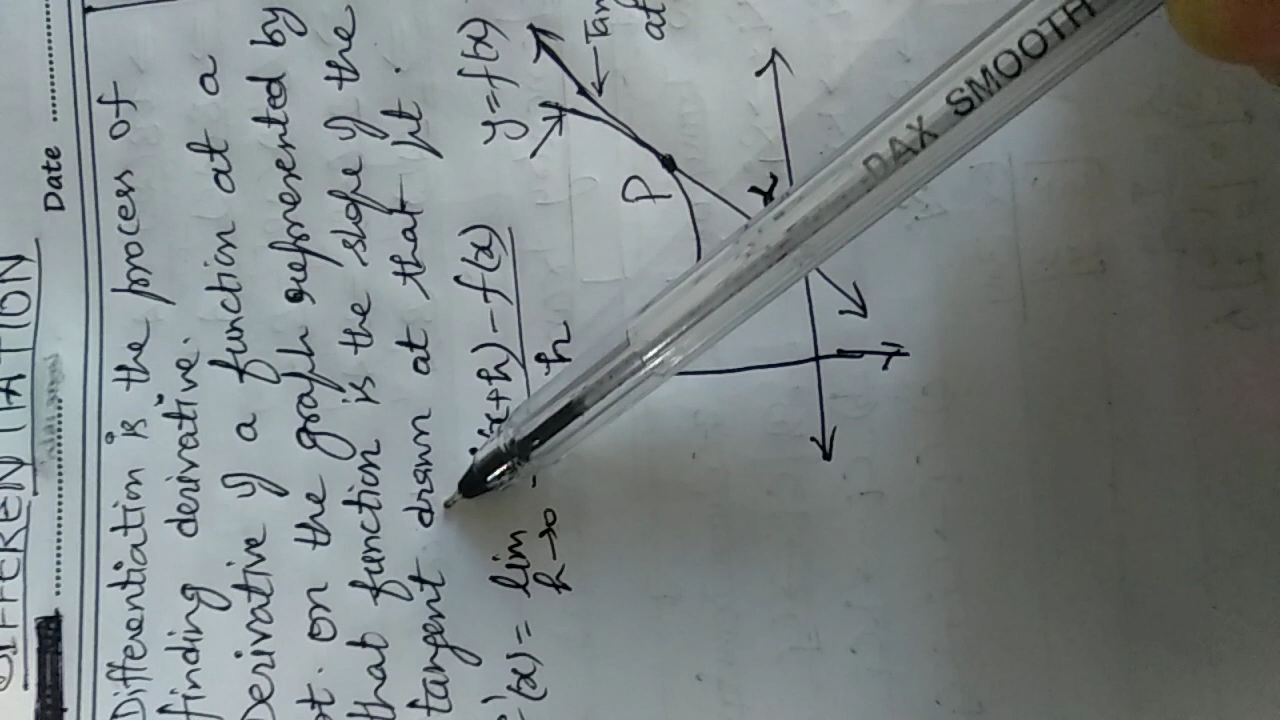 DIFFERENTIATION
Date
Differentiation is the process of
finding derivative.
Derivative of a function at a
pt. on the graph represented by
that function is the slope of the
tangent drawn at that pt.
(x) = lim (x+h) - f(x)
h→0 h
y=f(x)
P
at
x
DAX SMOOTH